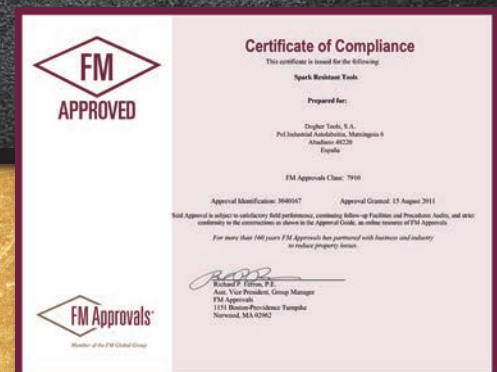 FM
APPROVED
Certificate of Compliance
This certificate is issued for the following
Spark Resistant Tools
Prepared for:
Dogher Tools, S.A.
Pol.Industrial
Abadiano 48220
España
FM Approvals Class: 7910
Approval Identification: 3040167 Approval Granted: 15 August 2011
Said Approval is subject to satisfactory field performance, continuing follow-up Facilities and Procedures Audits, and strict
conformity to the constructions as shown in the Approval Guide, an online resource of FM Approvals.
For more than 160 years FM Approvals has partnered with business and industry
to reduce property losses.
Richard P. Ferron, P.E.
Asst. Vice President, Group Manager
FM Approvals
1151 Boston-Providence Turnpike
Norwood, MA 02062
FM Approvals
Member of the FM Global Group